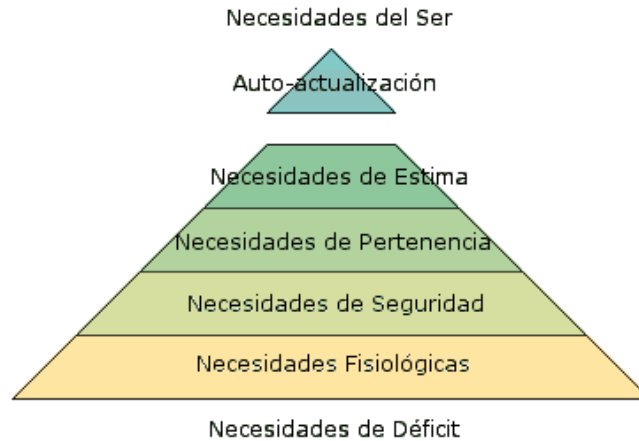 Necesidades del Ser
Auto-actualización
Necesidades de Estima
Necesidades de Pertenencia
Necesidades de Seguridad
Necesidades Fisiológicas
Necesidades de Déficit